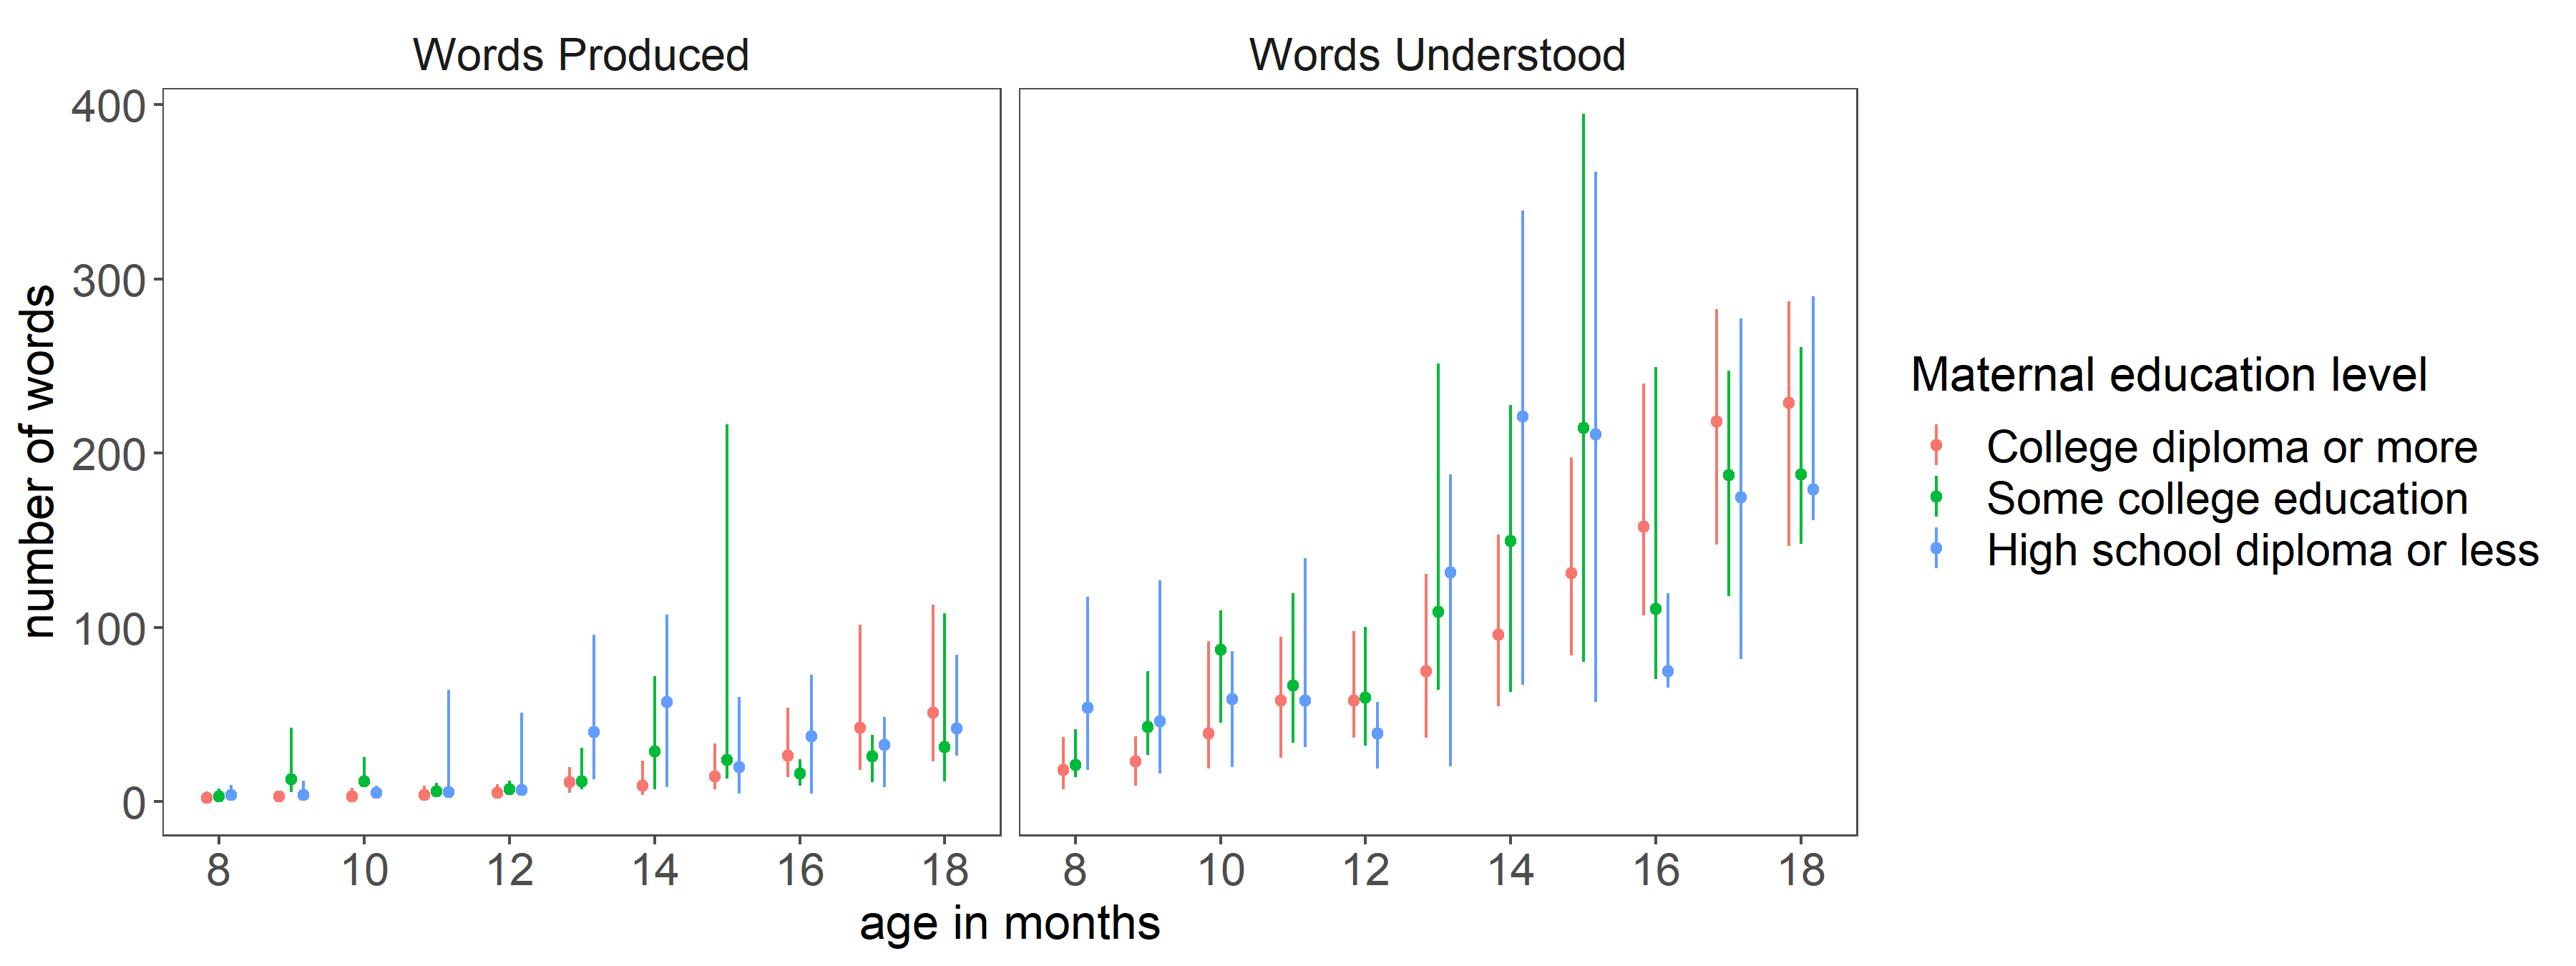 Words Produced
Words Understood
400
300
200
100
0
number of words
8 10 12 14 16 18
8 10 12 14 16 18
age in months
Maternal education level
College diploma or more
Some college education
High school diploma or less